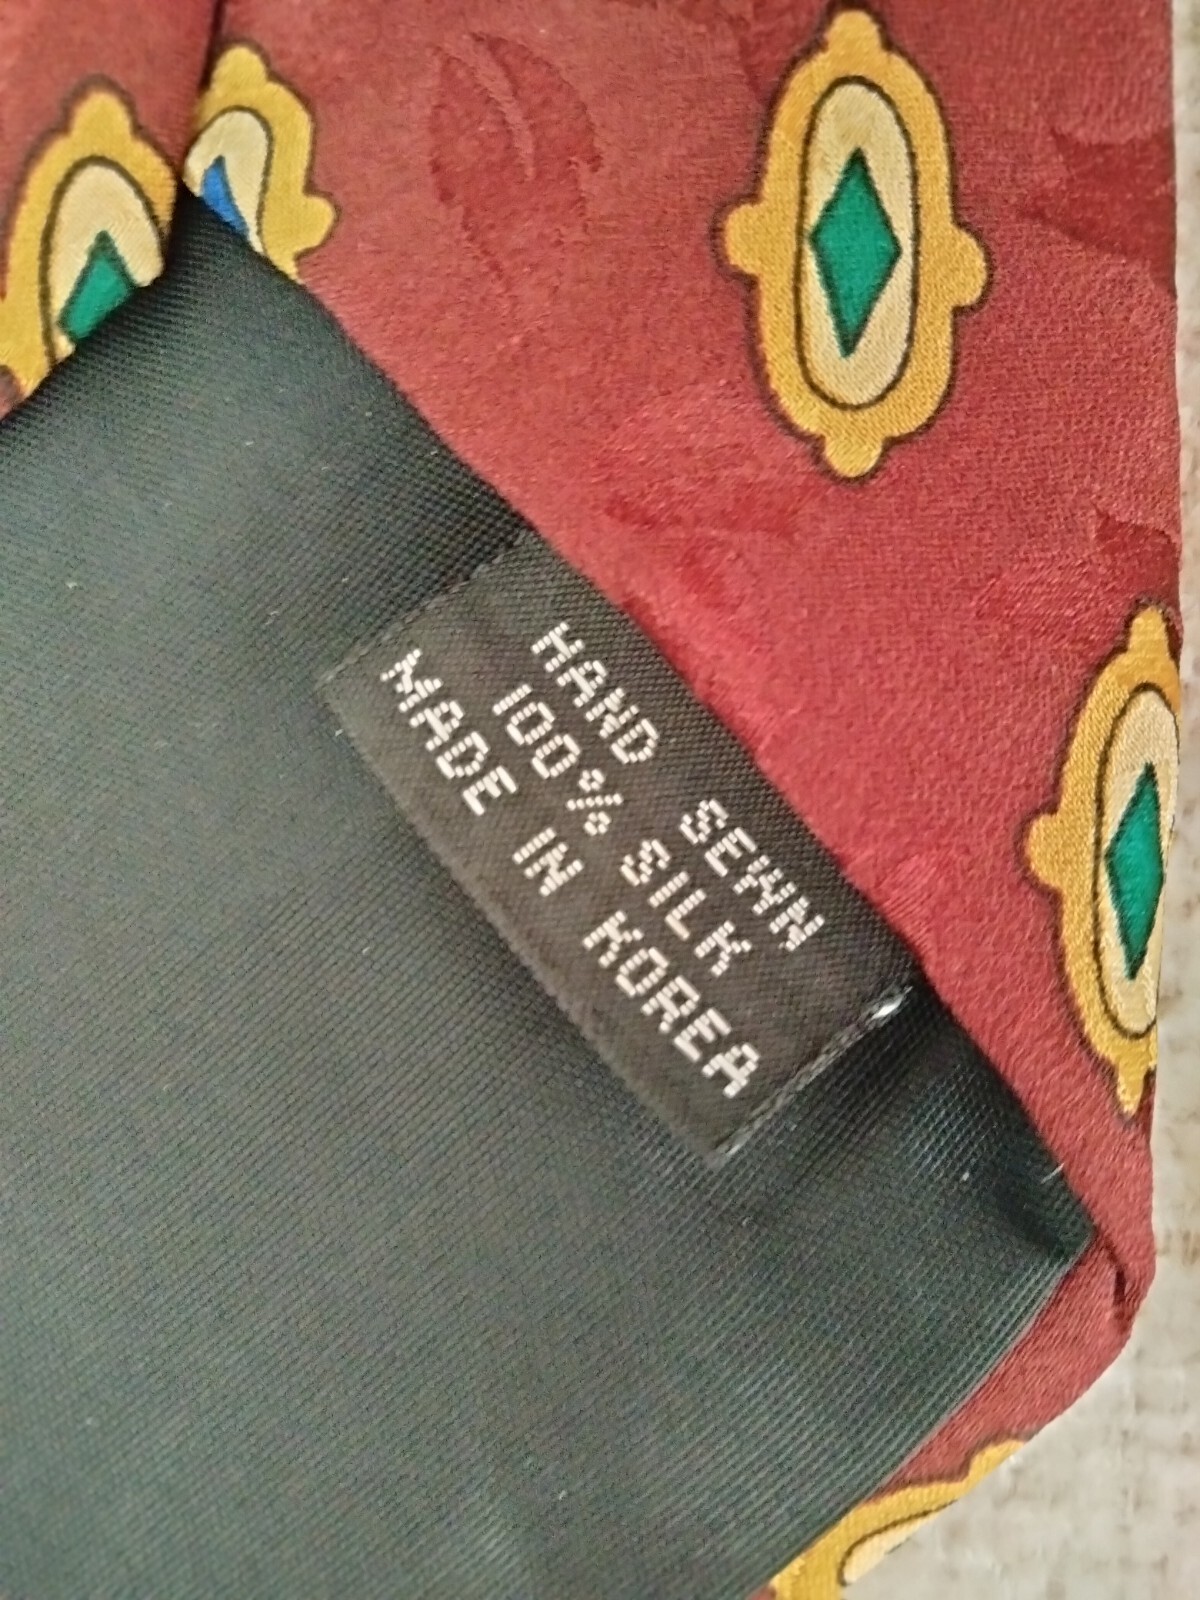 HAND SEWN
100% SILK
MADE IN KOREA